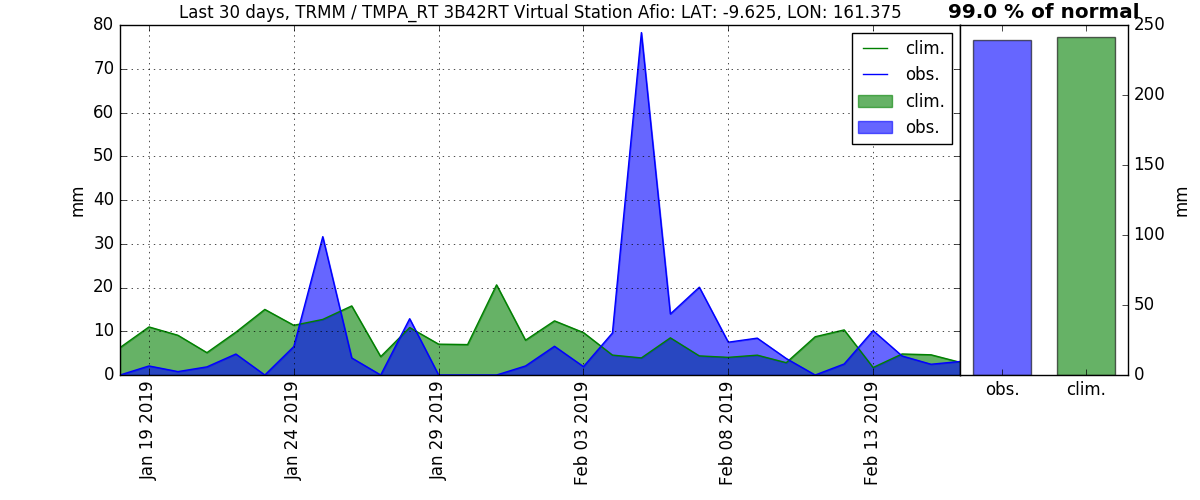 Last 30 days, TRMM / TMPA_RT 3B42RT Virtual Station Afio: LAT: -9.625, LON: 161.375
99.0 % of normal
80
70
60
50
40
30
20
10
0
mm
clim.
obs.
clim.
obs.
Jan 19 2019
Jan 24 2019
Jan 29 2019
Feb 03 2019
Feb 08 2019
Feb 13 2019
250
200
150
100
50
0
mm
obs.
clim.